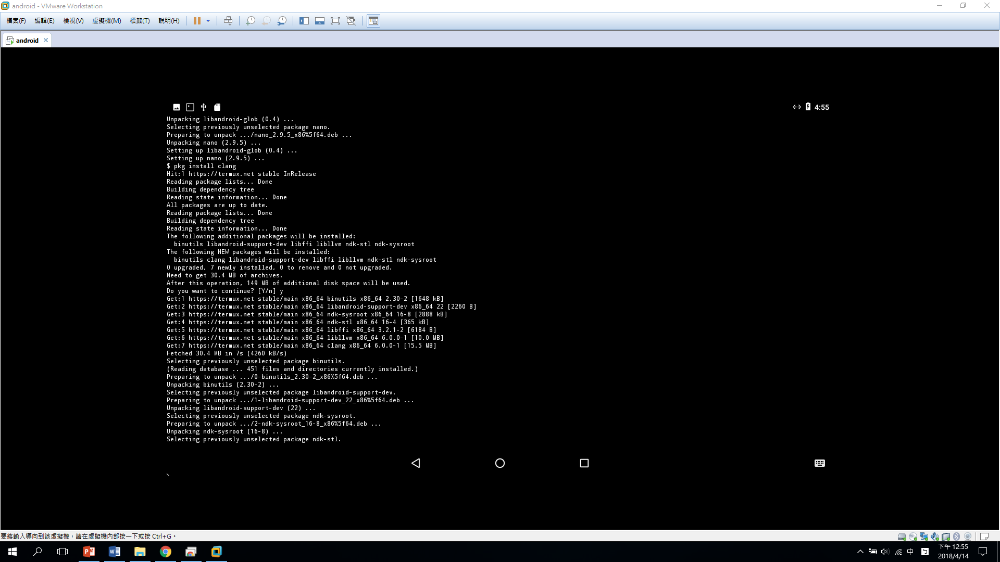 android - VMware Workstation
檔案(F) 編輯(E) 檢視(V) 虛擬機(M) 標籤(T) 說明(H)
android
4:55
Unpacking libandroid-glob (0.4) ...
Selecting previously unselected package nano.
Preparing to unpack .../nano_2.9.5_x86%5f64.deb ...
Unpacking nano (2.9.5) ...
Setting up libandroid-glob (0.4) ...
Setting up nano (2.9.5) ...
$ pkg install clang
Hit:1 https://termux.net stable InRelease
Reading package lists... Done
Building dependency tree
Reading state information... Done
All packages are up to date.
Reading package lists... Done
Building dependency tree
Reading state information... Done
The following additional packages will be installed:
  binutils libandroid-support-dev libffi libllvm ndk-stl ndk-sysroot
The following NEW packages will be installed:
  binutils clang libandroid-support-dev libffi libllvm ndk-stl ndk-sysroot
0 upgraded, 7 newly installed, 0 to remove and 0 not upgraded.
Need to get 30.4 MB of archives.
After this operation, 149 MB of additional disk space will be used.
Do you want to continue? [Y/n] y
Get:1 https://termux.net stable/main x86_64 binutils x86_64 2.30-2 [1648 kB]
Get:2 https://termux.net stable/main x86_64 libandroid-support-dev x86_64 22 [2260 B]
Get:3 https://termux.net stable/main x86_64 ndk-sysroot x86_64 16-8 [2888 kB]
Get:4 https://termux.net stable/main x86_64 ndk-stl x86_64 16-4 [365 kB]
Get:5 https://termux.net stable/main x86_64 libffi x86_64 3.2.1-2 [6184 B]
Get:6 https://termux.net stable/main x86_64 libllvm x86_64 6.0.0-1 [10.0 MB]
Get:7 https://termux.net stable/main x86_64 clang x86_64 6.0.0-1 [15.5 MB]
Fetched 30.4 MB in 7s (4260 kB/s)
Selecting previously unselected package binutils.
(Reading database ... 451 files and directories currently installed.)
Preparing to unpack .../0-binutils_2.30-2_x86%5f64.deb ...
Unpacking binutils (2.30-2) ...
Selecting previously unselected package libandroid-support-dev.
Preparing to unpack .../1-libandroid-support-dev_22_x86%5f64.deb ...
Unpacking libandroid-support-dev (22) ...
Selecting previously unselected package ndk-sysroot.
Preparing to unpack .../2-ndk-sysroot_16-8_x86%5f64.deb ...
Unpacking ndk-sysroot (16-8) ...
Selecting previously unselected package ndk-stl.
要將輸入導向到該虛擬機，請在虛擬機內部按一下或按 Ctrl+G。
中 ㄅ
下午 12:55
2018/4/14